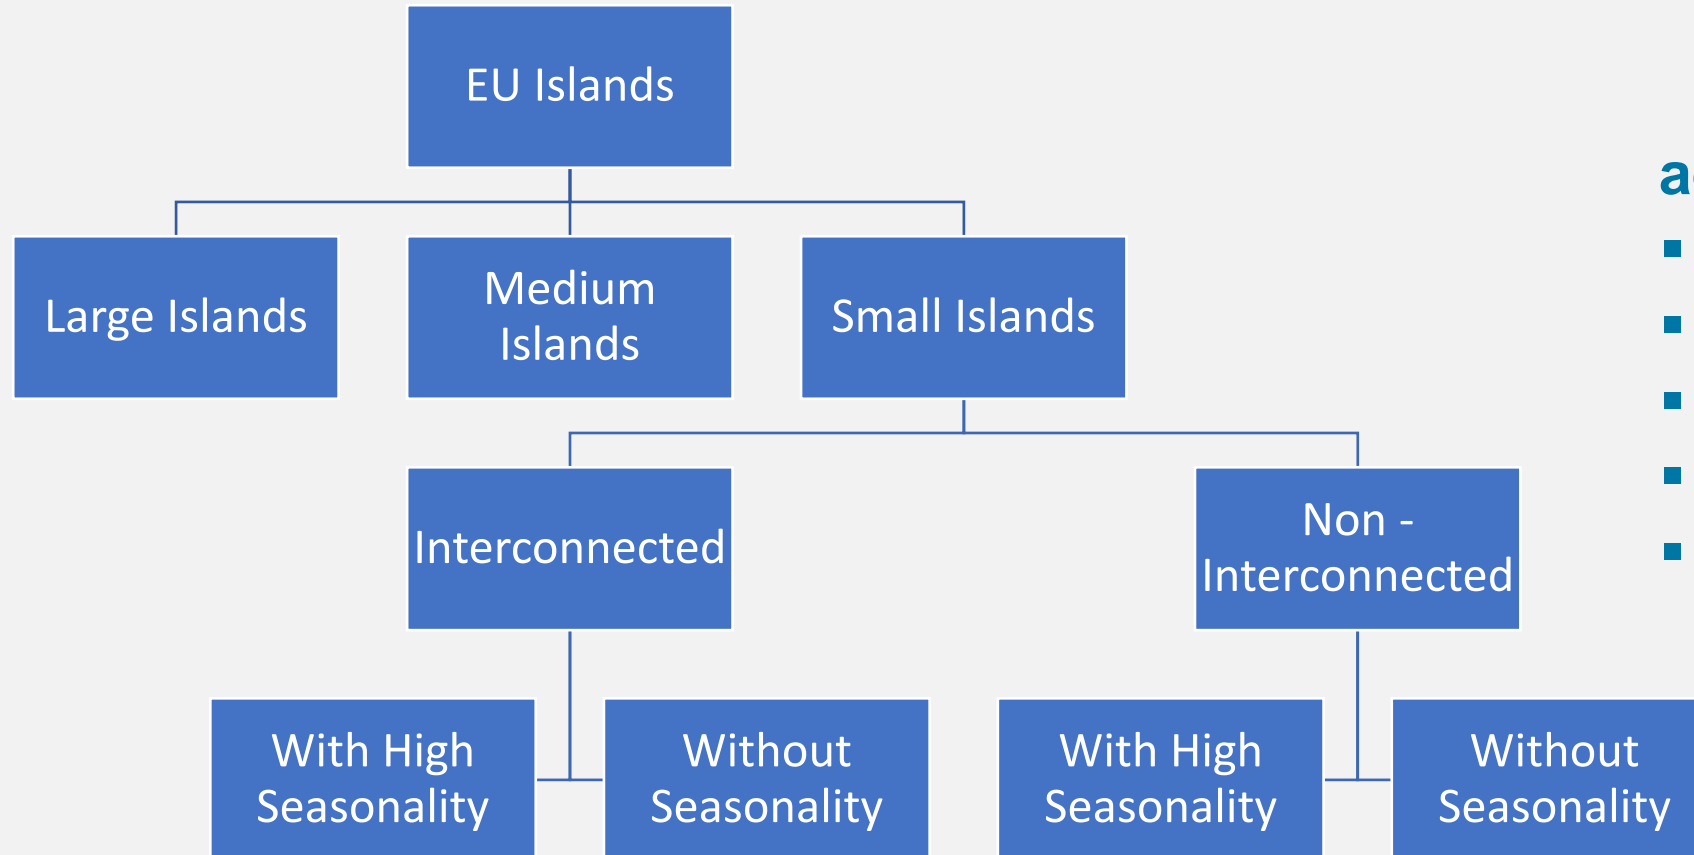 EU Islands
Large Islands
Medium
Islands
Small Islands
Interconnected
Non -
Interconnected
With High
Seasonality
Without
Seasonality
With High
Seasonality
Without
Seasonality